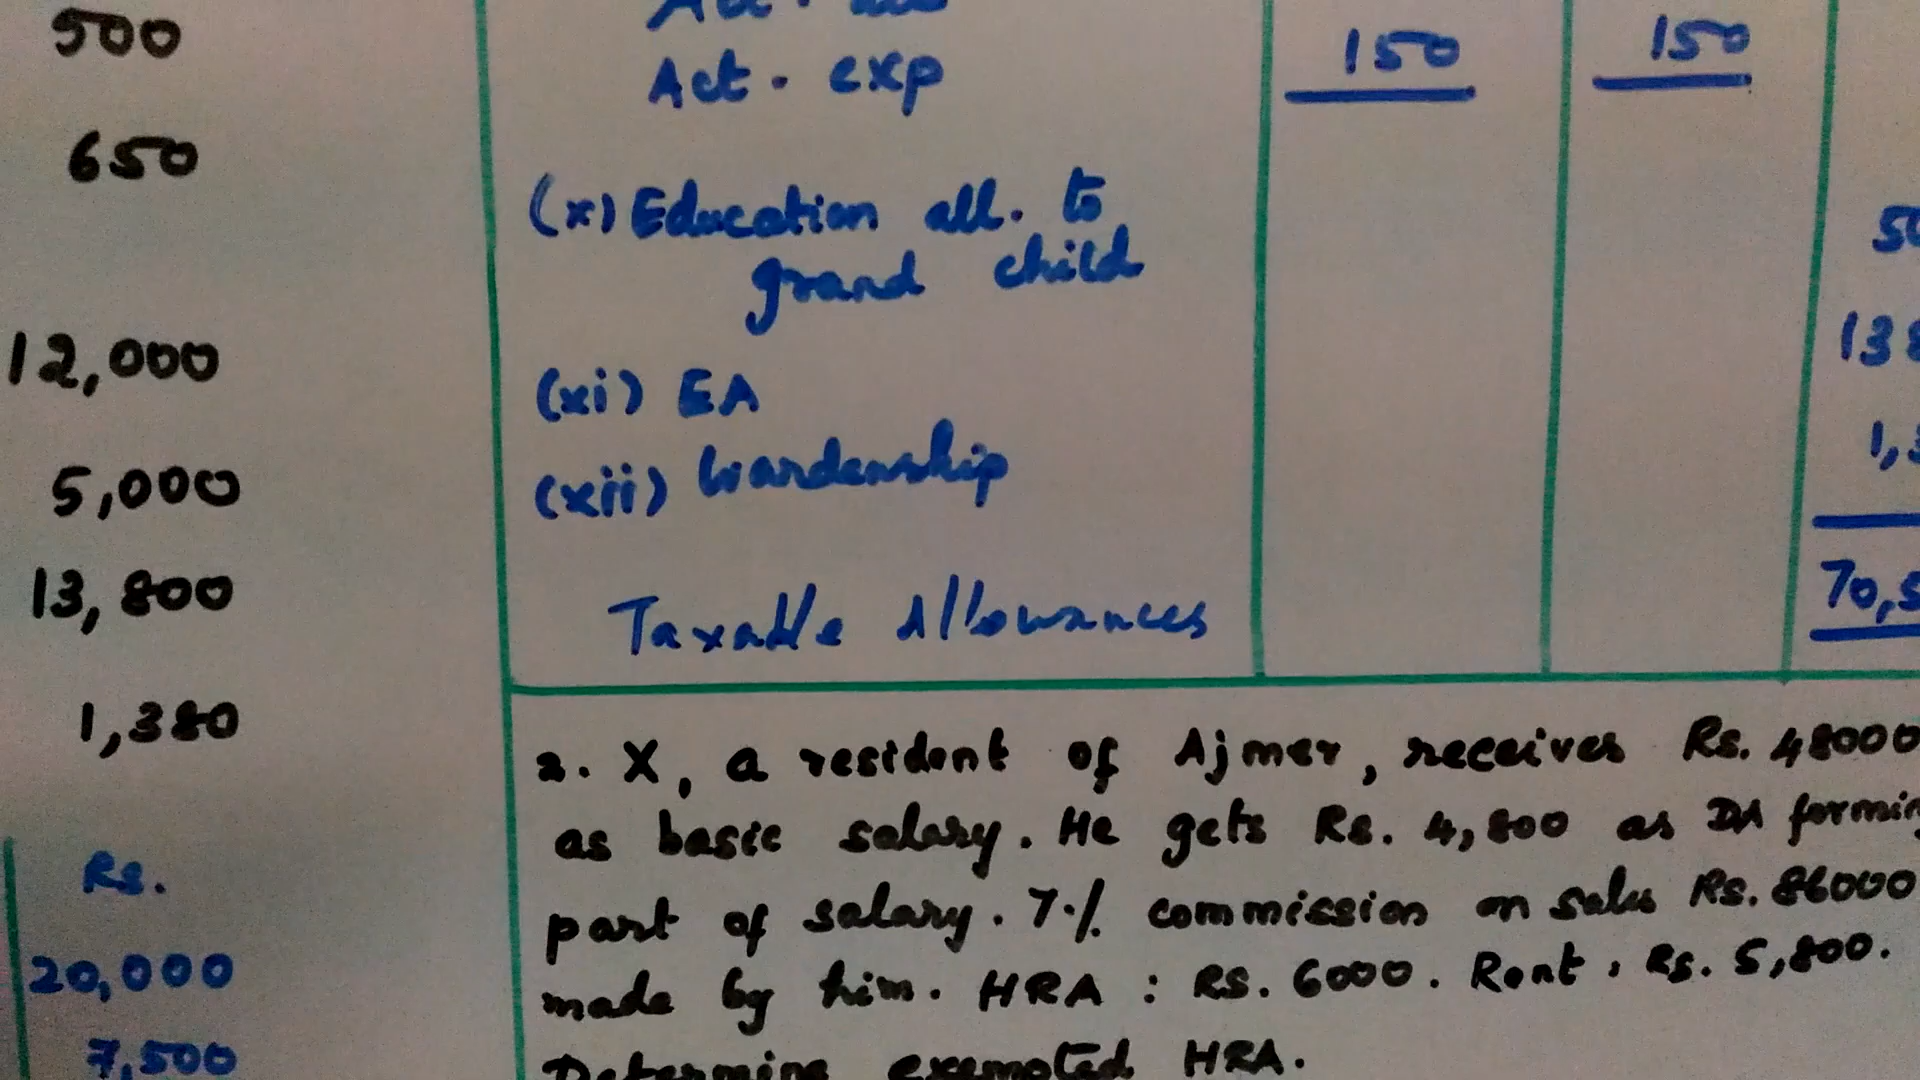 500
650
12,000
5,000
13,800
1,380
Rs.
20,000
7,500
Act. exp 150 150
(x) Education all. to
grand child
(xi) EA
(xii) Wardenship
Taxable Allowances
2. X, a resident of Ajmer, receives Rs. 48000
as basic salary. He gets Rs. 4,800 as DA
part of salary. 7% commission on sales Rs. 86000
made by him. HRA : RS. 6000. Rent : Rs. 5,800.
Determine exempted HRA.